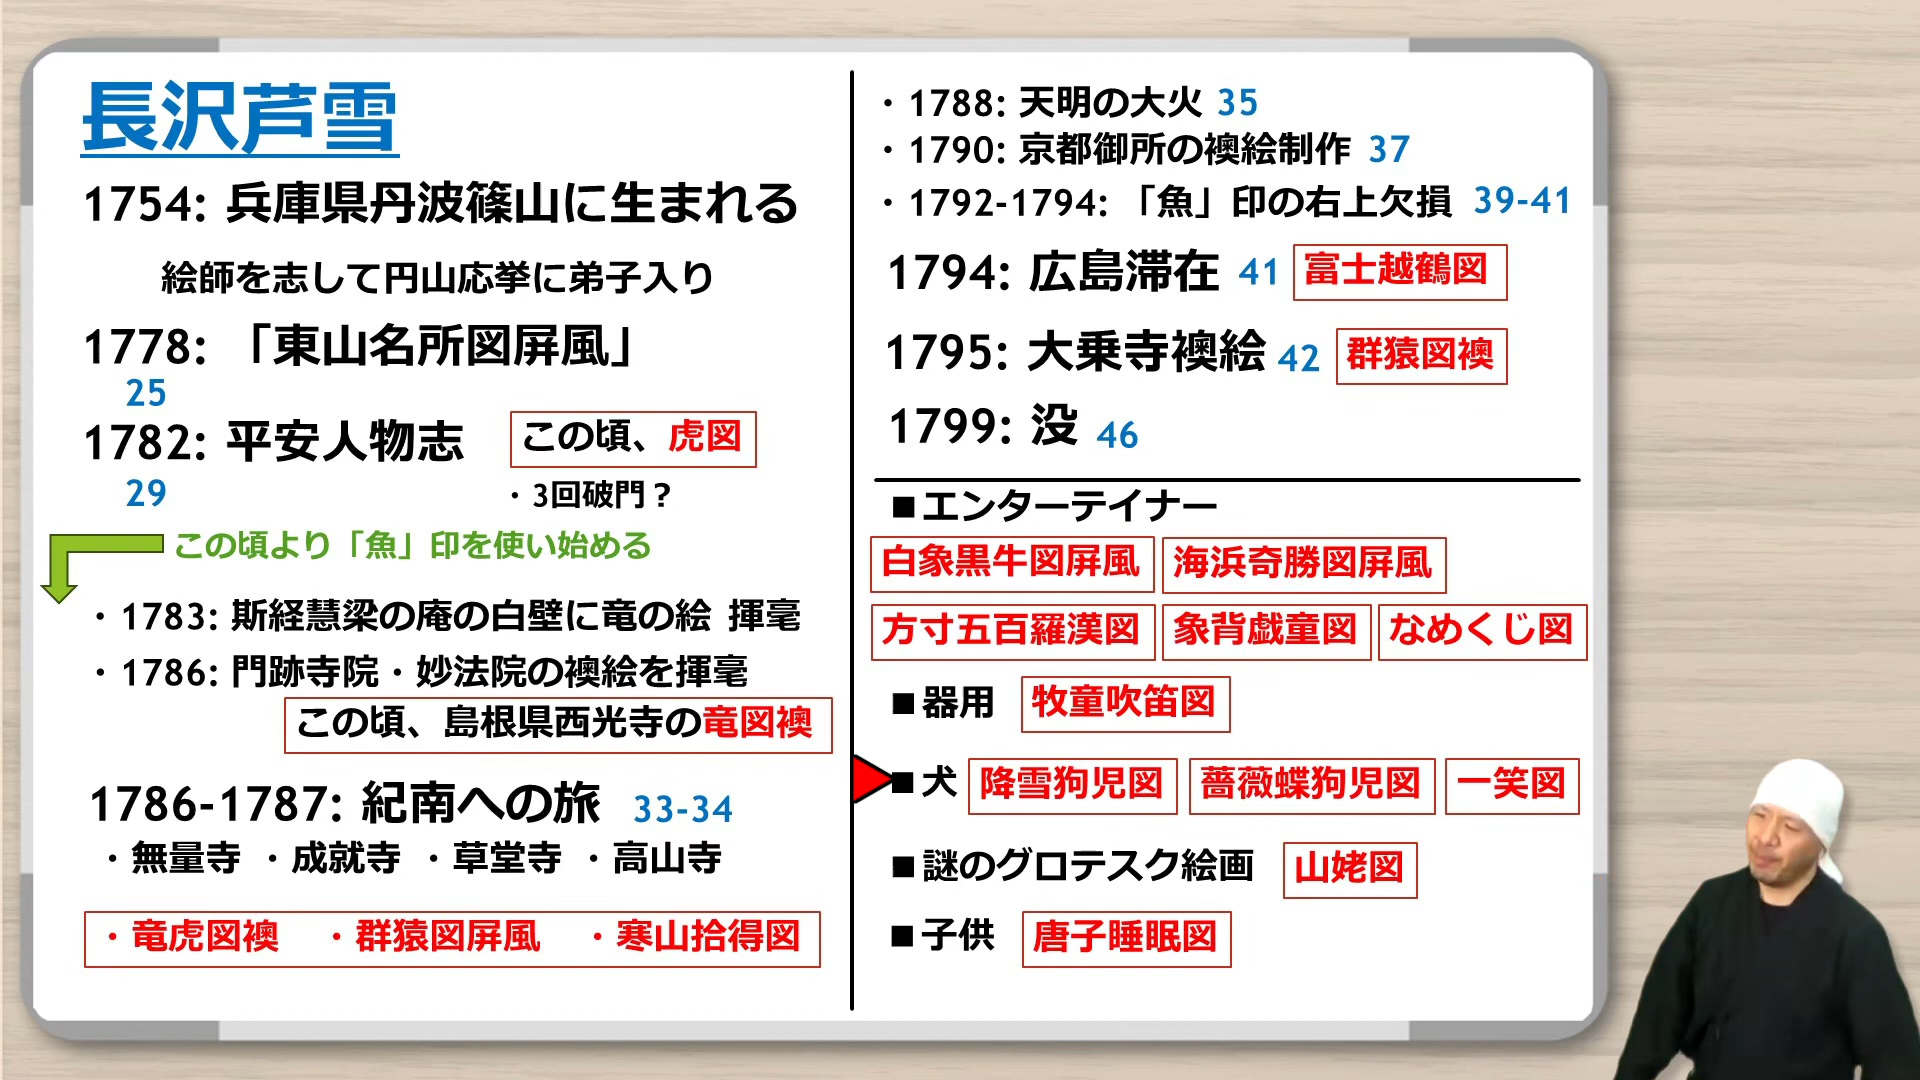 長沢芦雪
1754: 兵庫県丹波篠山に生まれる
絵師を志して円山応挙に弟子入り
1778: 「東山名所図屏風」
25
1782: 平安人物志 この頃、虎図
29 ・3回破門？
この頃より「魚」印を使い始める
・1783: 斯経慧梁の庵の白壁に竜の絵 揮毫
・1786: 門跡寺院・妙法院の襖絵を揮毫
この頃、島根県西光寺の竜図襖
1786-1787: 紀南への旅 33-34
・無量寺 ・成就寺 ・草堂寺 ・高山寺
・竜虎図襖 ・群猿図屏風 ・寒山拾得図
・1788: 天明の大火 35
・1790: 京都御所の襖絵制作 37
・1792-1794: 「魚」印の右上欠損 39-41
1794: 広島滞在 41 富士越鶴図
1795: 大乗寺襖絵 42 群猿図襖
1799: 没 46
■エンターテイナー
白象黒牛図屏風 海浜奇勝図屏風
方寸五百羅漢図 象背戯童図 なめくじ図
■器用 牧童吹笛図
■犬 降雪狗児図 薔薇蝶狗児図 一笑図
■謎のグロテスク絵画 山姥図
■子供 唐子睡眠図